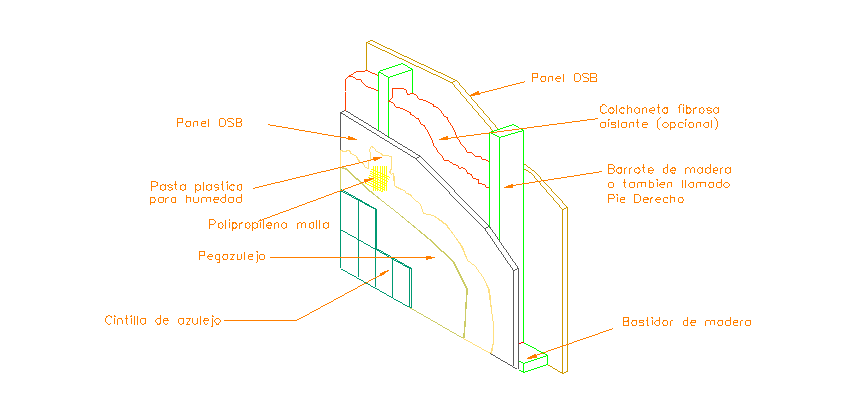 Panel OSB
Colchoneta fibrosa
aislante (opcional)
Panel OSB
Barrote de madera
o tambien llamado
Pie Derecho
Pasta plastica
para humedad
Polipropileno malla
Pegazulejo
Cintilla de azulejo
Bastidor de madera